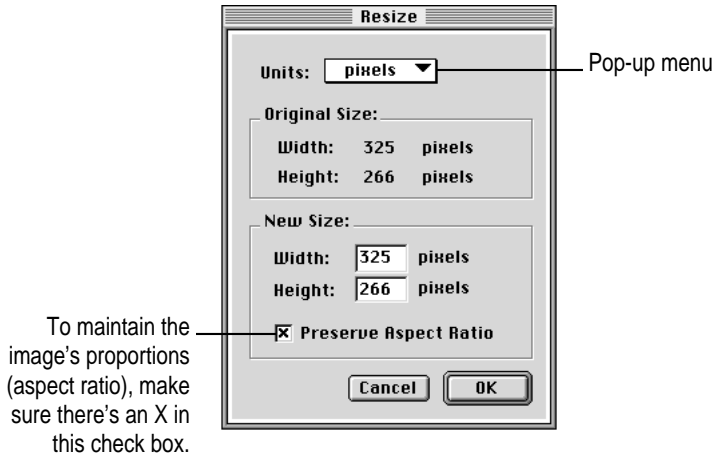 Resize
Units: pixels
Pop-up menu
Original Size:
Width: 325 pixels
Height: 266 pixels
New Size:
Width: 325 pixels
Height: 266 pixels
Preserve Aspect Ratio
To maintain the
image's proportions
(aspect ratio), make
sure there's an X in
this check box.
Cancel OK